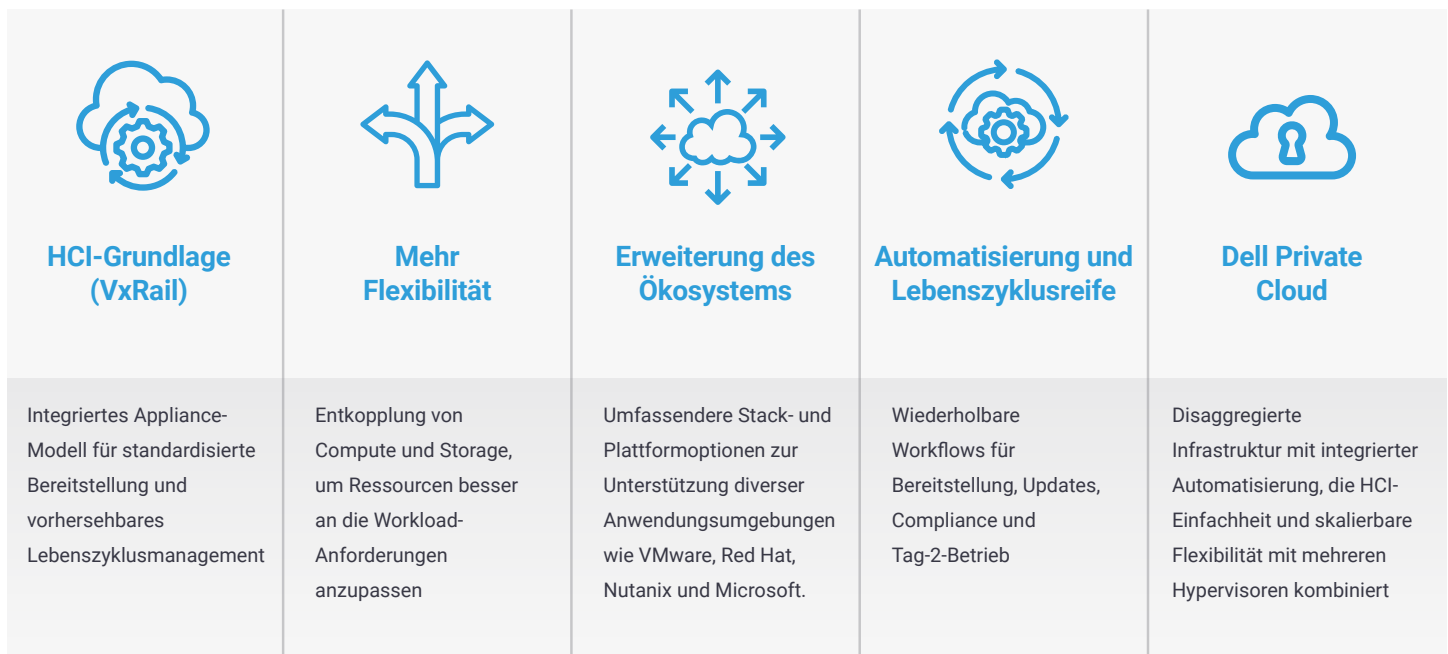 HCI-Grundlage
(VxRail)
Integriertes Appliance-
Modell für standardisierte
Bereitstellung und
vorhersehbares
Lebenszyklusmanagement
Mehr
Flexibilität
Entkopplung von
Compute und Storage,
um Ressourcen besser
an die Workload-
Anforderungen
anzupassen
Erweiterung des
Ökosystems
Umfassendere Stack- und
Plattformoptionen zur
Unterstützung diverser
Anwendungsumgebungen
wie VMware, Red Hat,
Nutanix und Microsoft.
Automatisierung und
Lebenszyklusreife
Wiederholbare
Workflows für
Bereitstellung, Updates,
Compliance und
Tag-2-Betrieb
Dell Private
Cloud
Disaggregierte
Infrastruktur mit integrierter
Automatisierung, die HCI-
Einfachheit und skalierbare
Flexibilität mit mehreren
Hypervisoren kombiniert